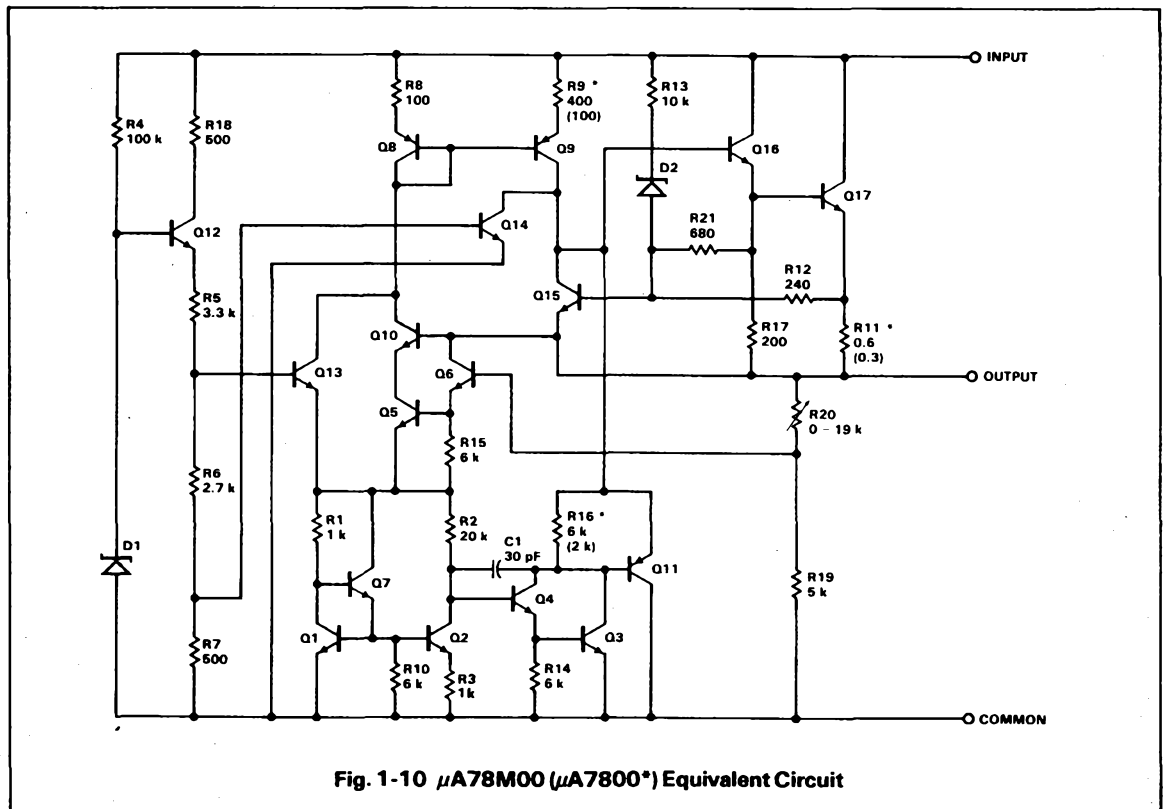 INPUT
R8
100
R9 *
400
(100)
R13
10 k
R4
100 k
R18
500
Q8
Q9
Q16
D2
Q17
Q12
Q14
R21
680
R12
240
R5
3.3 k
Q15
R17
200
R11 *
0.6
(0.3)
Q10
Q13
Q6
OUTPUT
Q5
R20
0 – 19 k
R15
6 k
R6
2.7 k
R1
1 k
R2
20 k
R16 *
6 k
(2 k)
C1
30 pF
Q11
D1
Q7
Q4
R19
5 k
Q1
Q2
Q3
R7
500
R10
6 k
R3
1 k
R14
6 k
COMMON
Fig. 1-10 μA78M00 (μA7800*) Equivalent Circuit